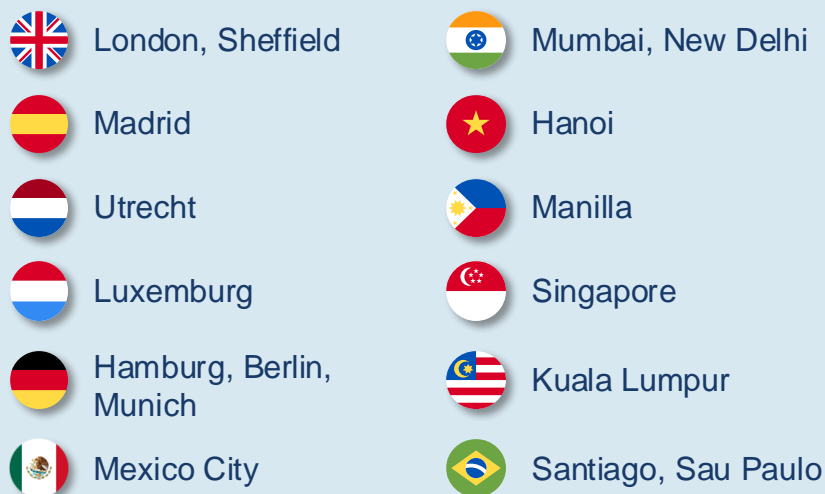 London, Sheffield
Madrid
Utrecht
Luxemburg
Hamburg, Berlin,
Munich
Mexico City
Mumbai, New Delhi
Hanoi
Manilla
Singapore
Kuala Lumpur
Santiago, Sau Paulo